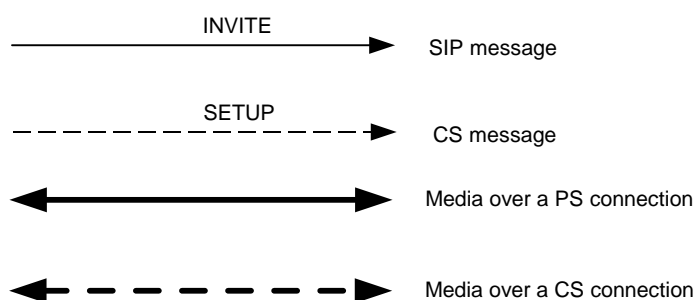 INVITE
SIP message
SETUP
CS message
Media over a PS connection
Media over a CS connection